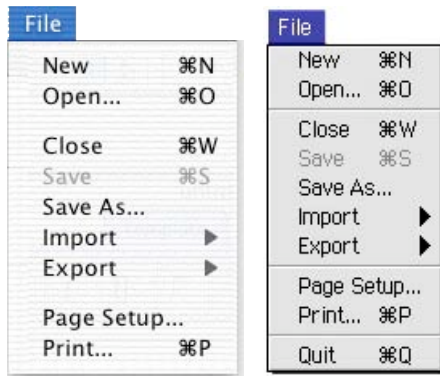 File
New ⌘N
Open... ⌘O
Close ⌘W
Save ⌘S
Save As...
Import
Export
Page Setup...
Print... ⌘P
File
New ⌘N
Open... ⌘O
Close ⌘W
Save ⌘S
Save As...
Import
Export
Page Setup...
Print... ⌘P
Quit ⌘Q